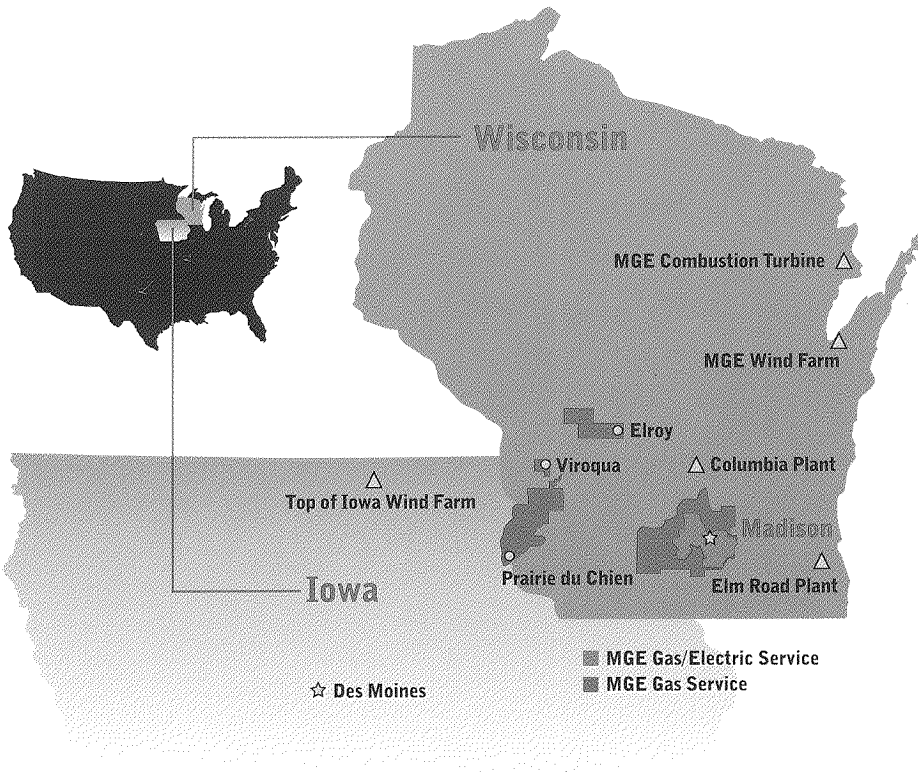 Wisconsin
MGE Combustion Turbine
MGE Wind Farm
Elroy
Viroqua
Columbia Plant
Top of Iowa Wind Farm
Madison
Prairie du Chien
Elm Road Plant
Iowa
MGE Gas/Electric Service
MGE Gas Service
Des Moines